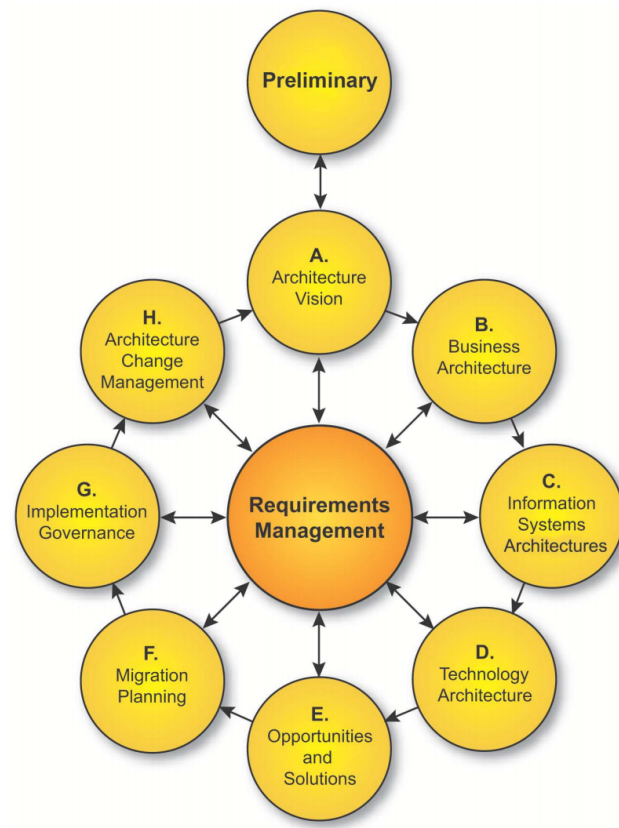 Preliminary
A.
Architecture
Vision
B.
Business
Architecture
C.
Information
Systems
Architectures
D.
Technology
Architecture
E.
Opportunities
and
Solutions
F.
Migration
Planning
G.
Implementation
Governance
H.
Architecture
Change
Management
Requirements
Management